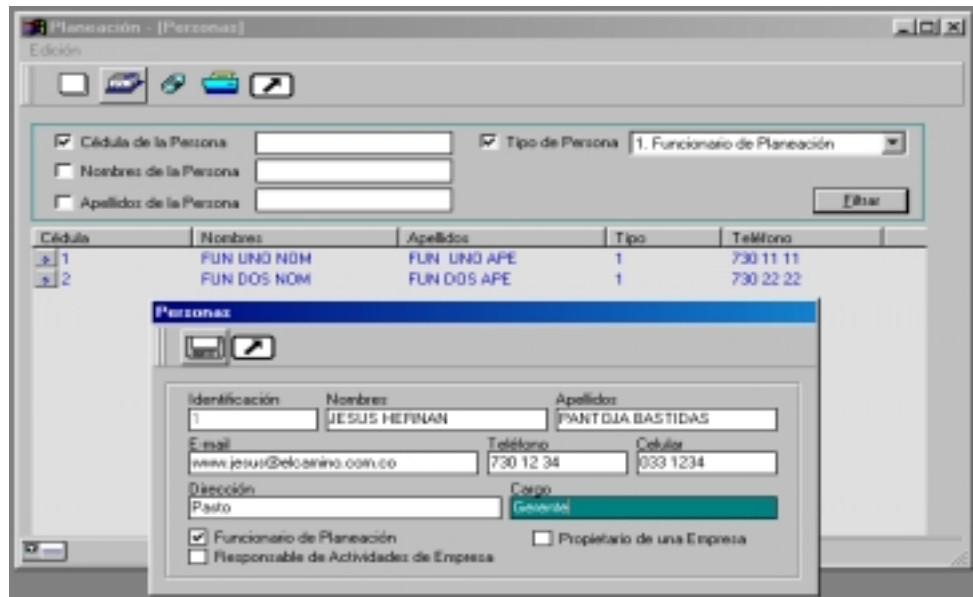 Planeación - [Personas]
Edición
Cédula de la Persona
Tipo de Persona 1. Funcionario de Planeación
Nombres de la Persona
Apellidos de la Persona
Filtrar
Cédula Nombres Apellidos Tipo Teléfono
1 FUN UNO NOM FUN UNO APE 1 730 11 11
2 FUN DOS NOM FUN DOS APE 1 730 22 22
Personas
Identificación Nombres Apellidos
1 JESUS HERNAN PANTOJA BASTIDAS
E-mail Teléfono Celular
www.jesus@elcamino.com.co 730 12 34 033 1234
Dirección Cargo
Pasto Gerente
Funcionario de Planeación Propietario de una Empresa
Responsable de Actividades de Empresa